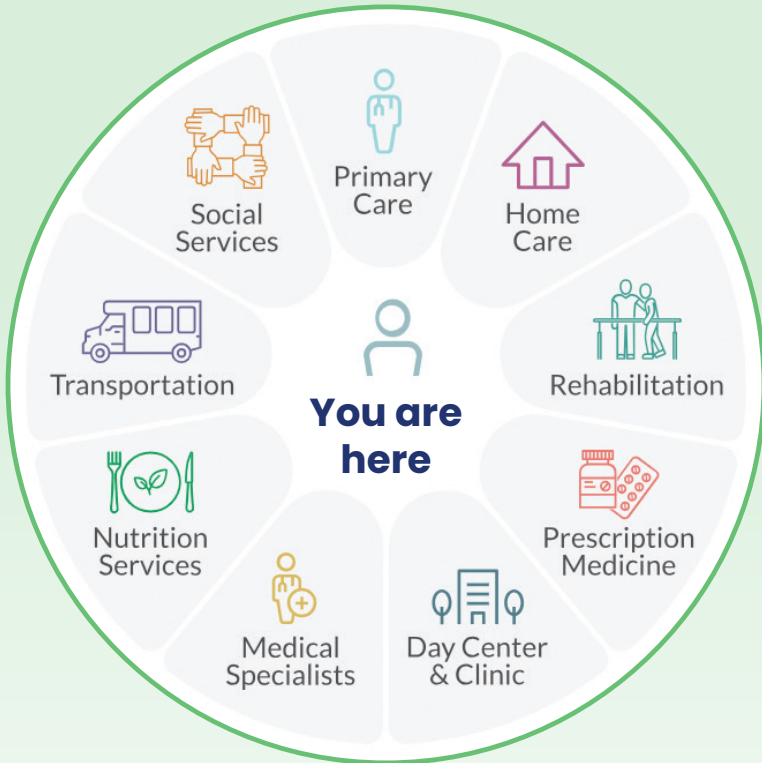 Primary
Care
Home
Care
Rehabilitation
Prescription
Medicine
Day Center
& Clinic
Medical
Specialists
Nutrition
Services
Transportation
Social
Services
You are
here